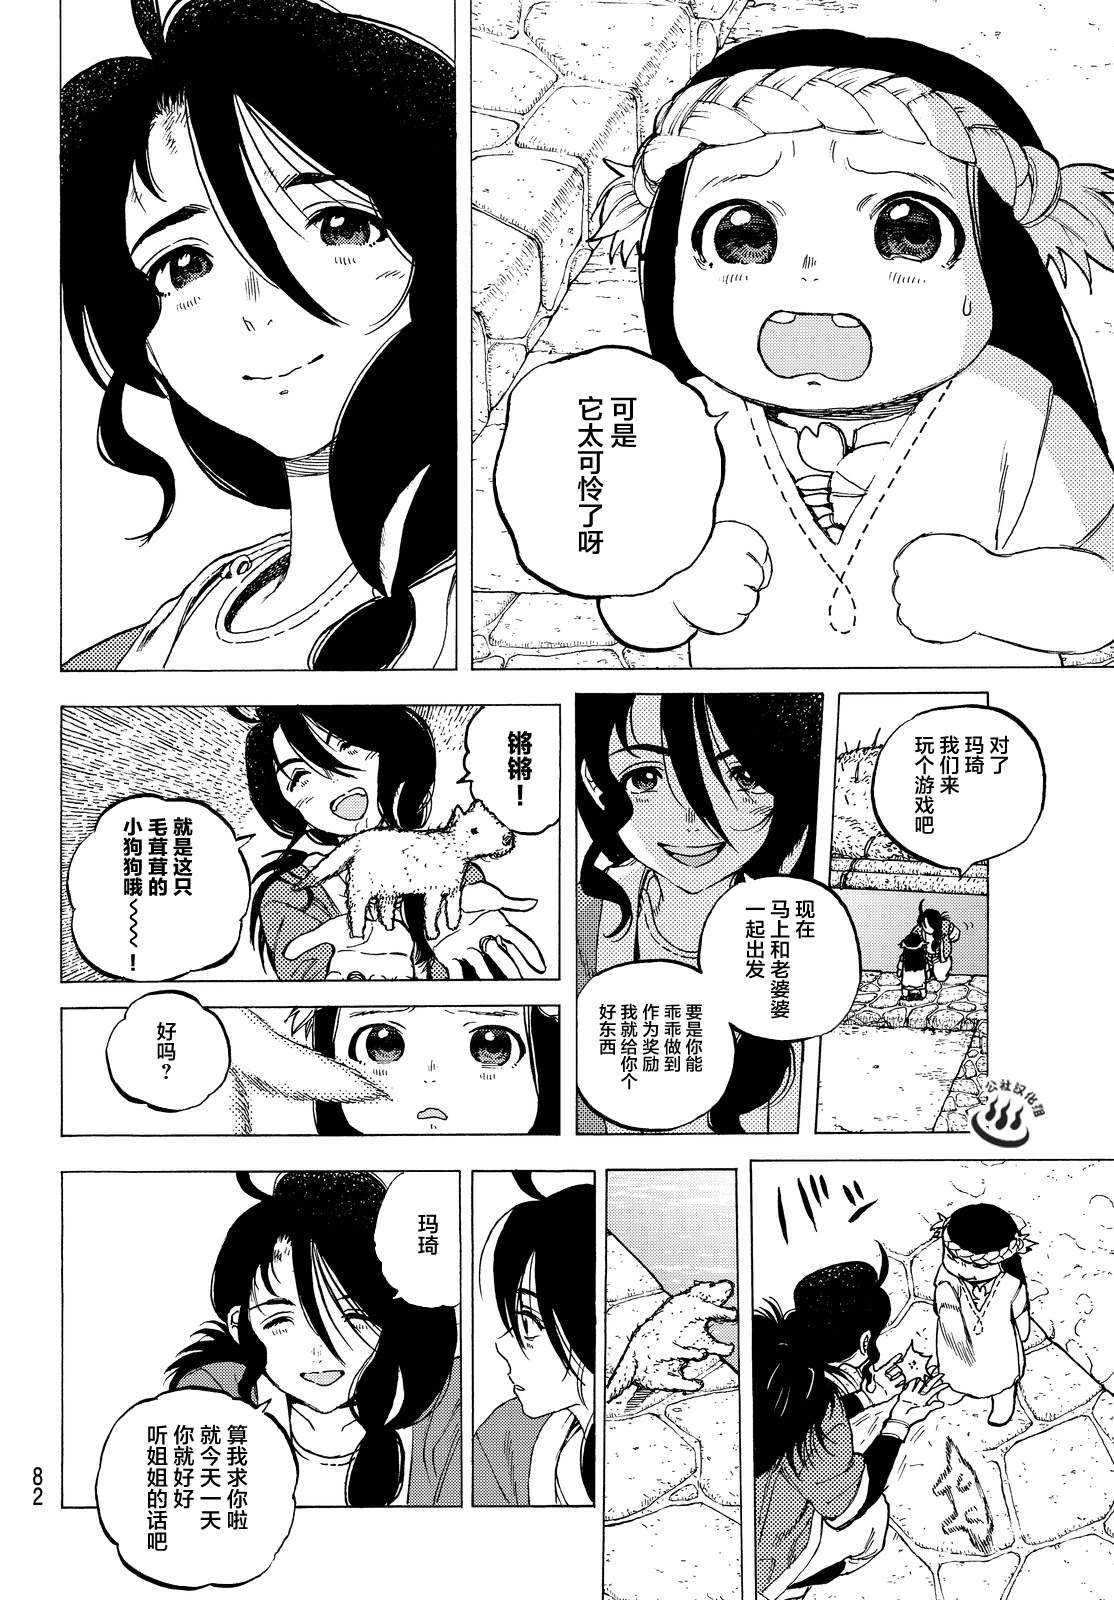 可是
它太可怜了呀
对了
玛琦
我们来
玩个游戏吧
现在
马上和老婆婆
一起出发
要是你能
乖乖做到
作为奖励
我就给你个
好东西
锵锵！
就是这只
毛茸茸的
小狗狗哦~~~~！
好吗？
玛琦
算我求你啦
就今天一天
你就好好
听姐姐的话吧
公社汉化组
82